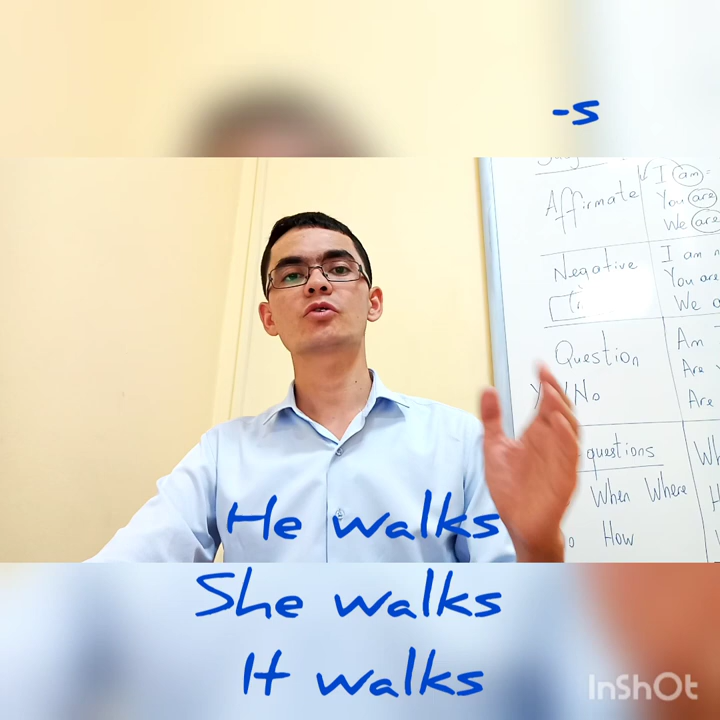 -s
Affirmate
I am
You are
We are
Negative
I am n
You are
We a
Question
Y/No
Am
Are
Are
questions
When Where
How
He walks
She walks
It walks
InShOt